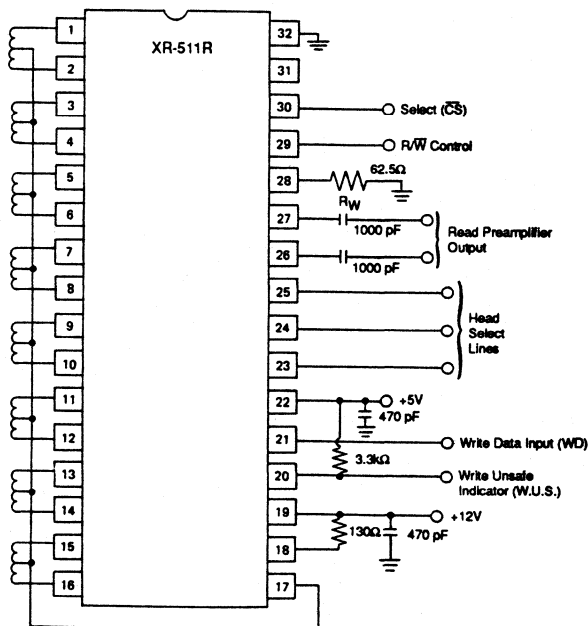 XR-511R
1
2
3
4
5
6
7
8
9
10
11
12
13
14
15
16
32
31
30
Select (C̅S̅)
29
R/W̅ Control
28
62.5Ω
RW
27
1000 pF
26
1000 pF
Read Preamplifier
Output
25
24
23
Head
Select
Lines
22
+5V
470 pF
21
Write Data Input (WD)
3.3kΩ
20
Write Unsafe
Indicator (W.U.S.)
19
+12V
130Ω
470 pF
18
17